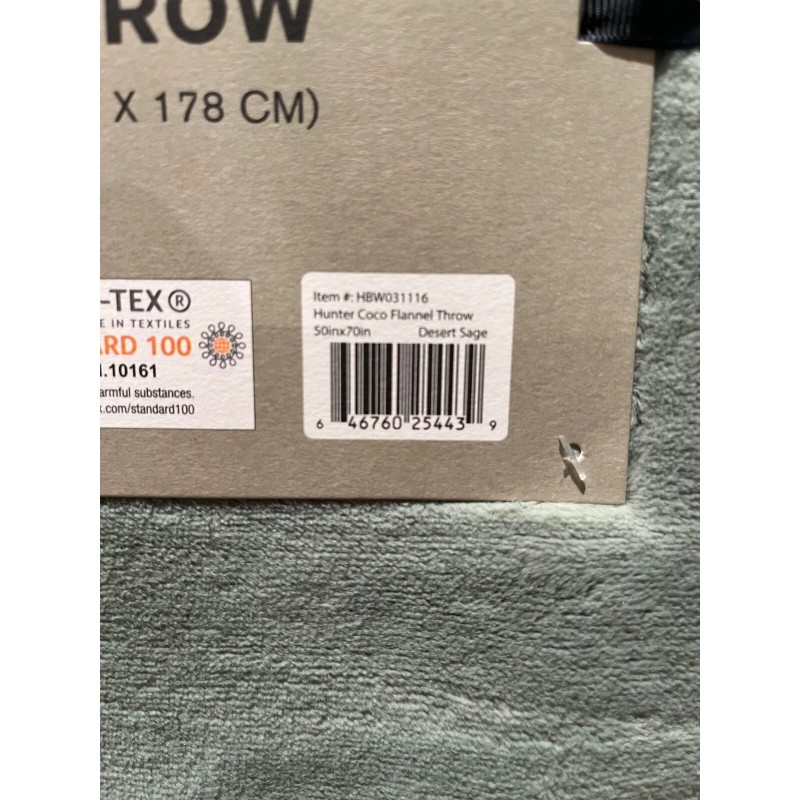 ROW
X 178 CM)
-TEX®
E IN TEXTILES
RD 100
.10161
armful substances.
.com/standard100
Item #: HBW031116
Hunter Coco Flannel Throw
50inx70in Desert Sage
6 46760 25443 9